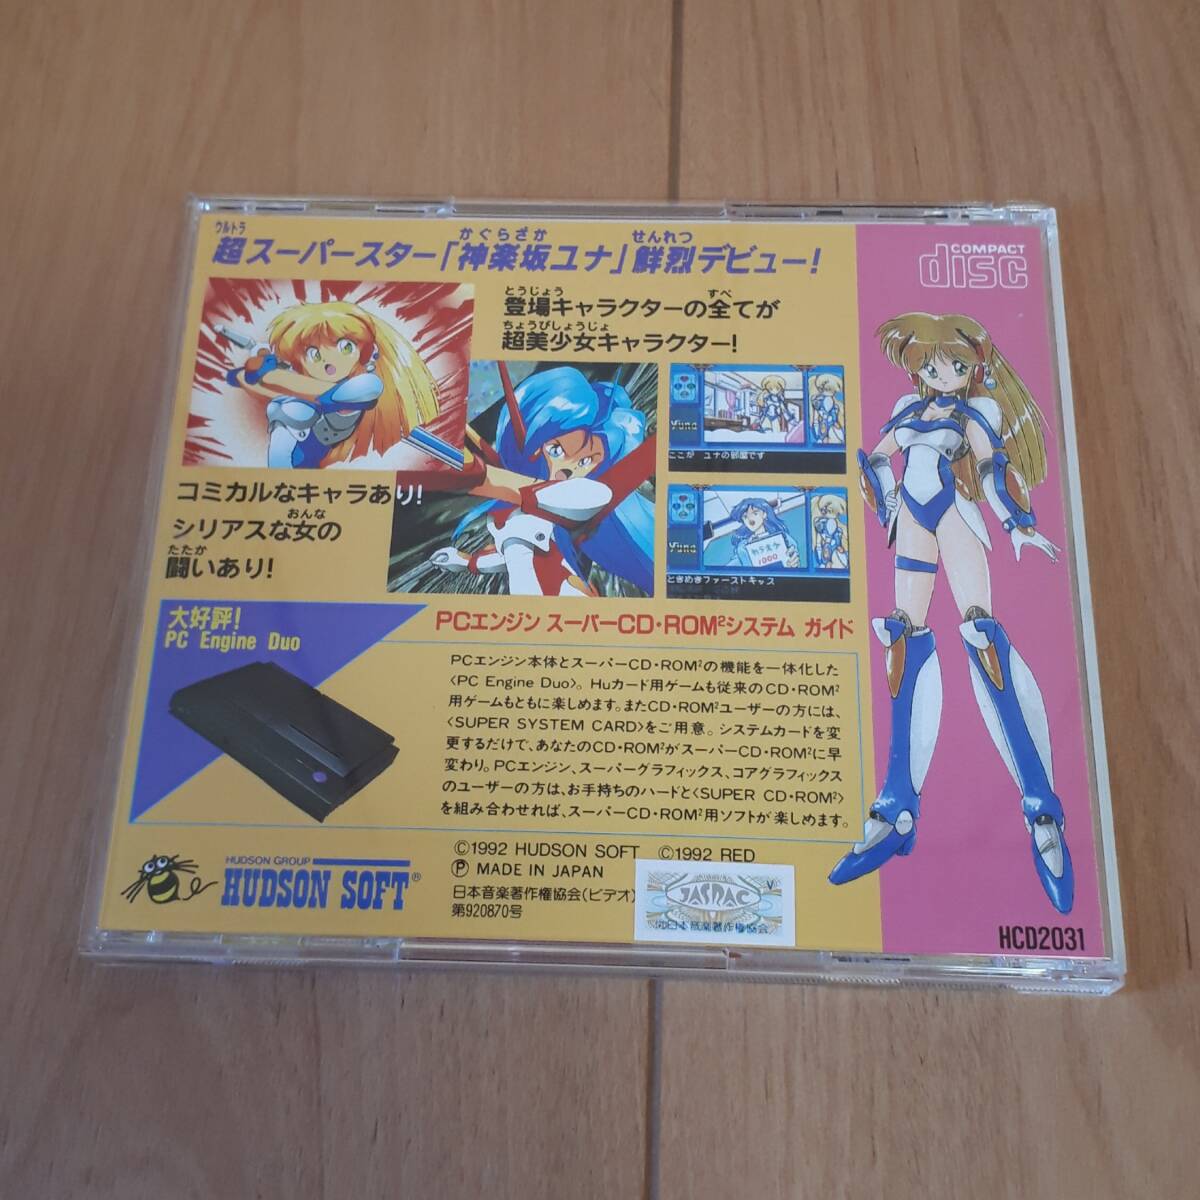 ウルトラ かぐらざか せんれつ
超スーパースター「神楽坂ユナ」鮮烈デビュー!
COMPACT
disc
とうじょう すべ
登場キャラクターの全てが
ちょうびしょうじょ
超美少女キャラクター!
Yuna
ここが ユナの部屋です
コミカルなキャラあり!
おんな
シリアスな女の
たたか
闘いあり!
Yuna
1000
ときめきファーストキッス
大好評!
PC Engine Duo
PCエンジン スーパーCD・ROM²システム ガイド
PCエンジン本体とスーパーCD・ROM²の機能を一体化した
〈PC Engine Duo〉。Huカード用ゲームも従来のCD・ROM²
用ゲームもともに楽しめます。またCD・ROM²ユーザーの方には、
〈SUPER SYSTEM CARD〉をご用意。システムカードを変
更するだけで、あなたのCD・ROM²がスーパーCD・ROM²に早
変わり。PCエンジン、スーパーグラフィックス、コアグラフィックス
のユーザーの方は、お手持ちのハードと〈SUPER CD・ROM²〉
を組み合わせれば、スーパーCD・ROM²用ソフトが楽しめます。
HUDSON GROUP
HUDSON SOFT®
©1992 HUDSON SOFT ©1992 RED
Ⓟ MADE IN JAPAN
日本音楽著作権協会(ビデオ)
第920870号
V
JASRAC
日本音楽著作権協会
HCD2031